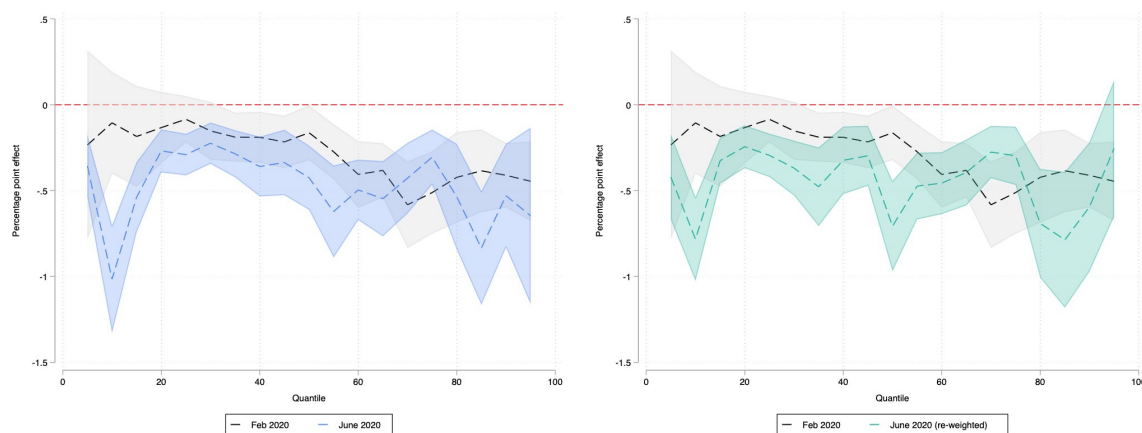 .5
0
-.5
-1
-1.5
Percentage point effect
0 20 40 60 80 100
Quantile
Feb 2020 June 2020
.5
0
-.5
-1
-1.5
Percentage point effect
0 20 40 60 80 100
Quantile
Feb 2020 June 2020 (re-weighted)